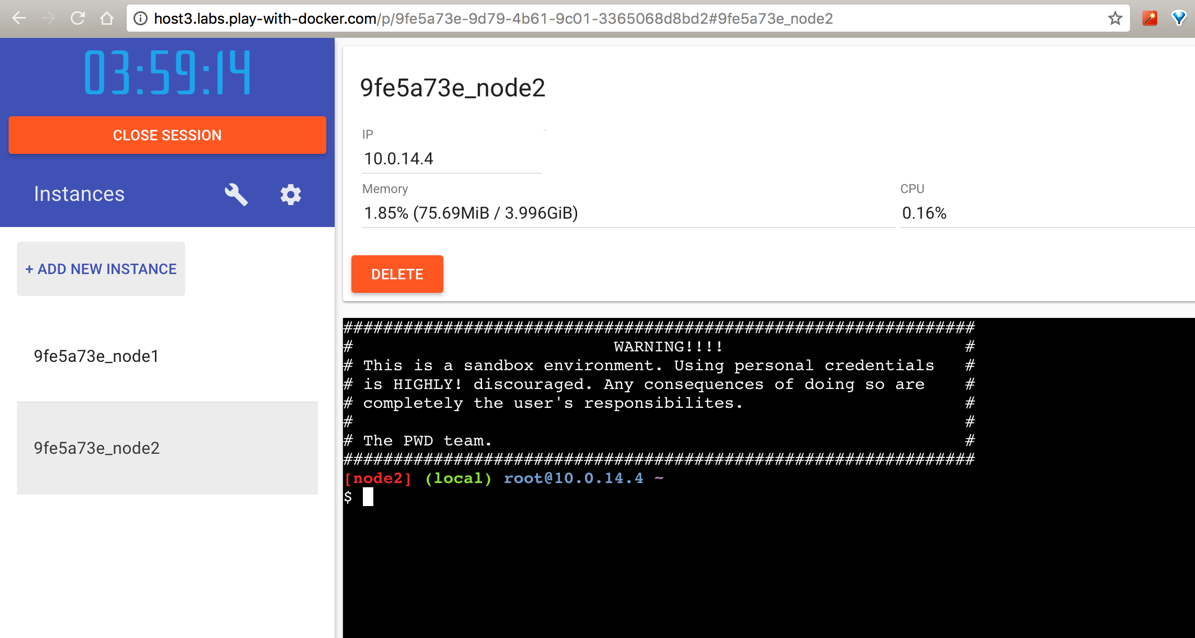 host3.labs.play-with-docker.com/p/9fe5a73e-9d79-4b61-9c01-3365068d8bd2#9fe5a73e_node2
03:59:14
CLOSE SESSION
Instances
+ ADD NEW INSTANCE
9fe5a73e_node1
9fe5a73e_node2
9fe5a73e_node2
IP
10.0.14.4
Memory
CPU
1.85% (75.69MiB / 3.996GiB)
0.16%
DELETE
###############################################################
# WARNING!!!! #
# This is a sandbox environment. Using personal credentials #
# is HIGHLY! discouraged. Any consequences of doing so are #
# completely the user's responsibilites. #
# #
# The PWD team. #
###############################################################
[node2] (local) root@10.0.14.4 ~
$